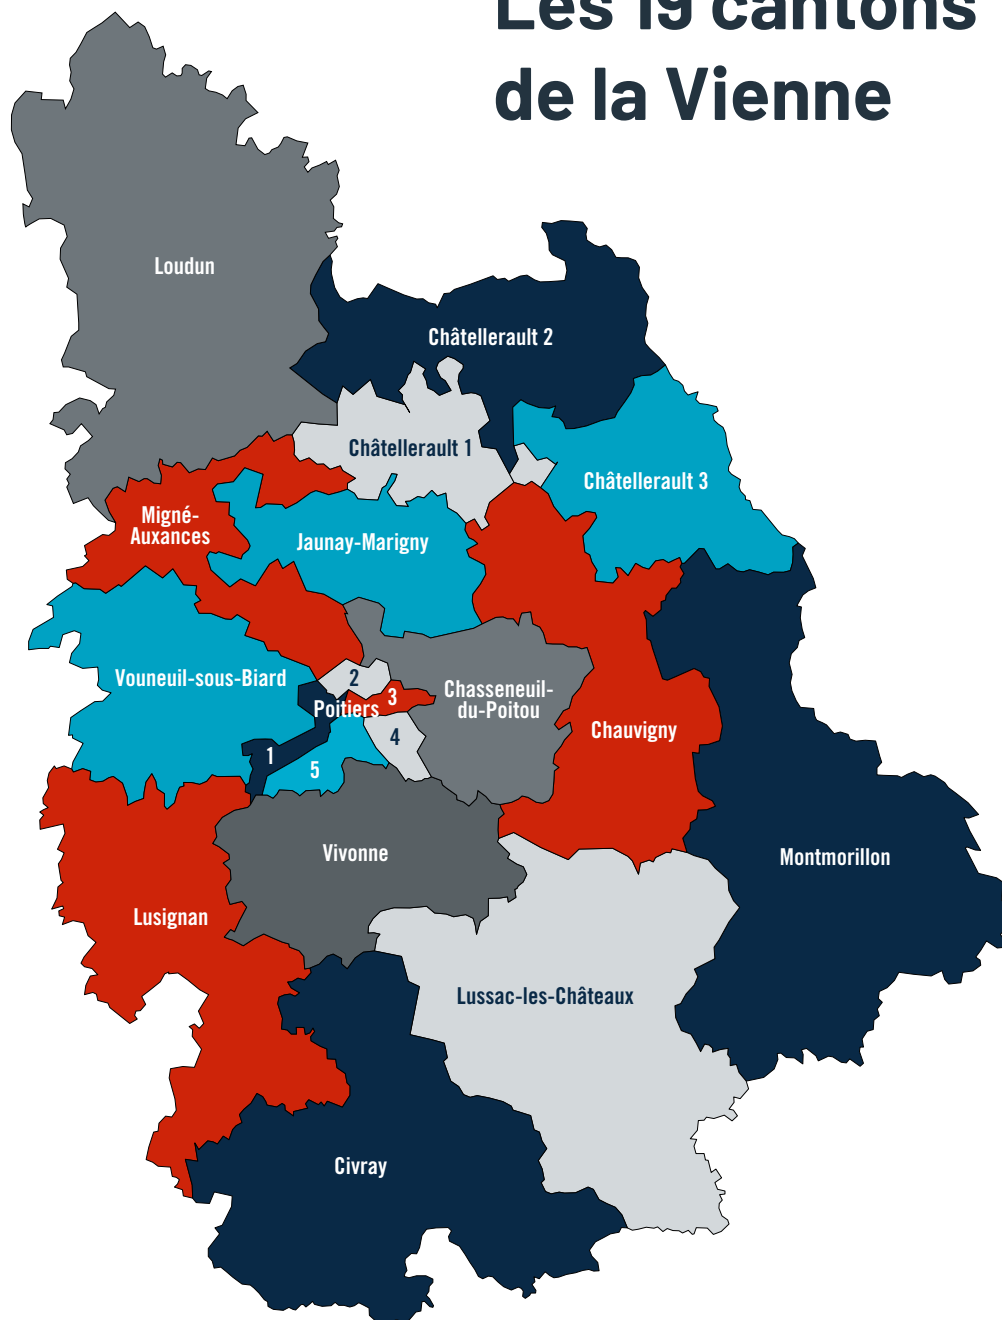 Les 19 cantons
de la Vienne
Loudun
Châtellerault 2
Châtellerault 1
Châtellerault 3
Migné-
Auxances
Jaunay-Marigny
Vouneuil-sous-Biard
2
Poitiers
3
Chasseneuil-
du-Poitou
Chauvigny
4
1
5
Vivonne
Montmorillon
Lusignan
Lussac-les-Châteaux
Civray